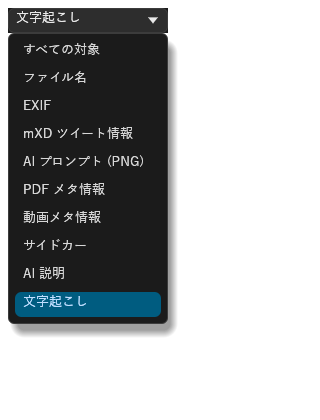 文字起こし
すべての対象
ファイル名
EXIF
mXD ツイート情報
AI プロンプト (PNG)
PDF メタ情報
動画メタ情報
サイドカー
AI 説明
文字起こし